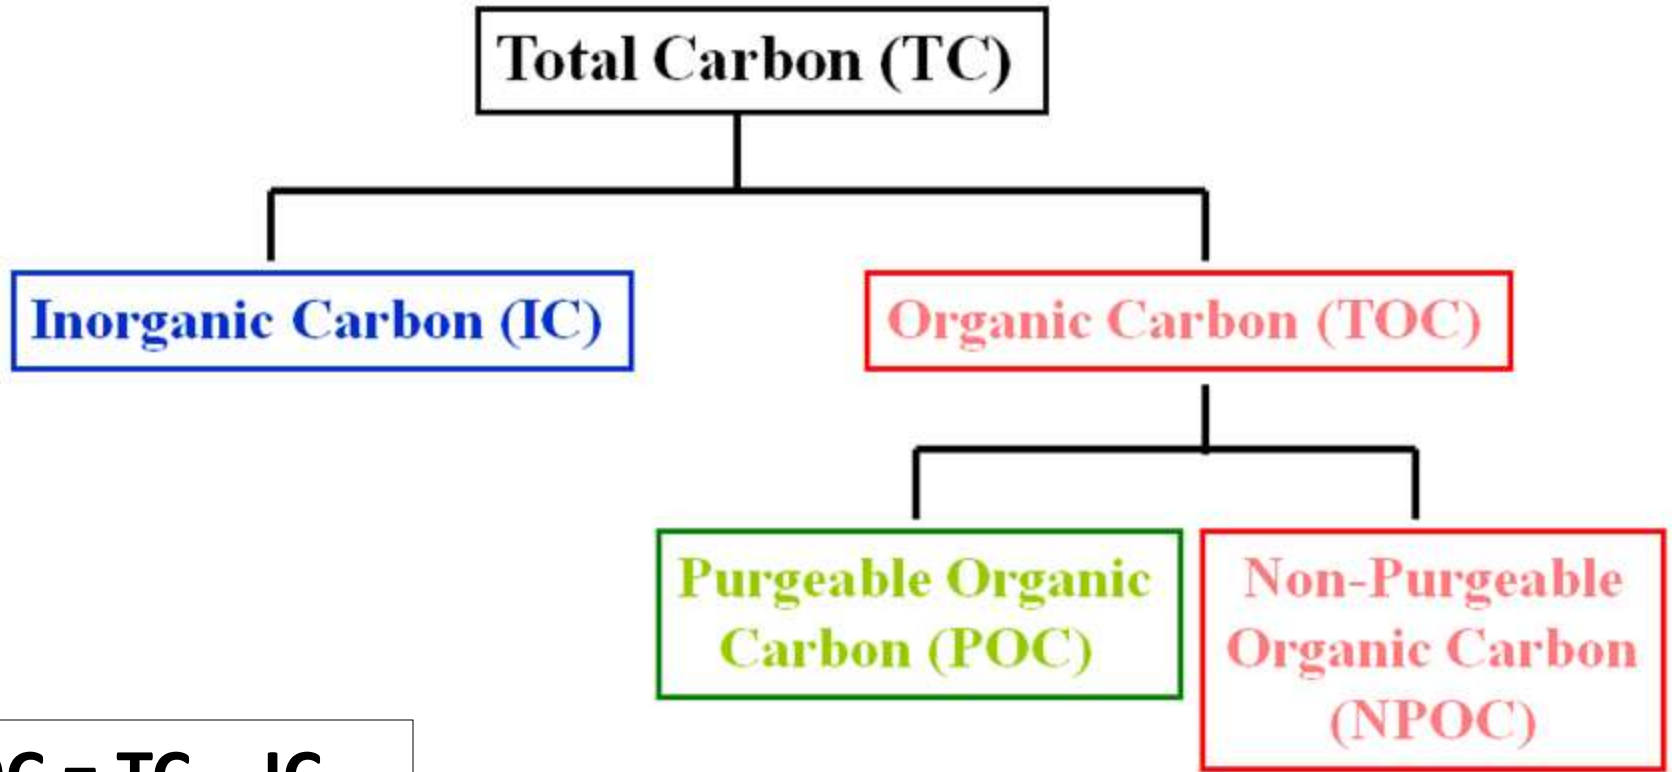 Total Carbon (TC)
Inorganic Carbon (IC)
Organic Carbon (TOC)
Purgeable Organic
Carbon (POC)
Non-Purgeable
Organic Carbon
(NPOC)
= TC – IC